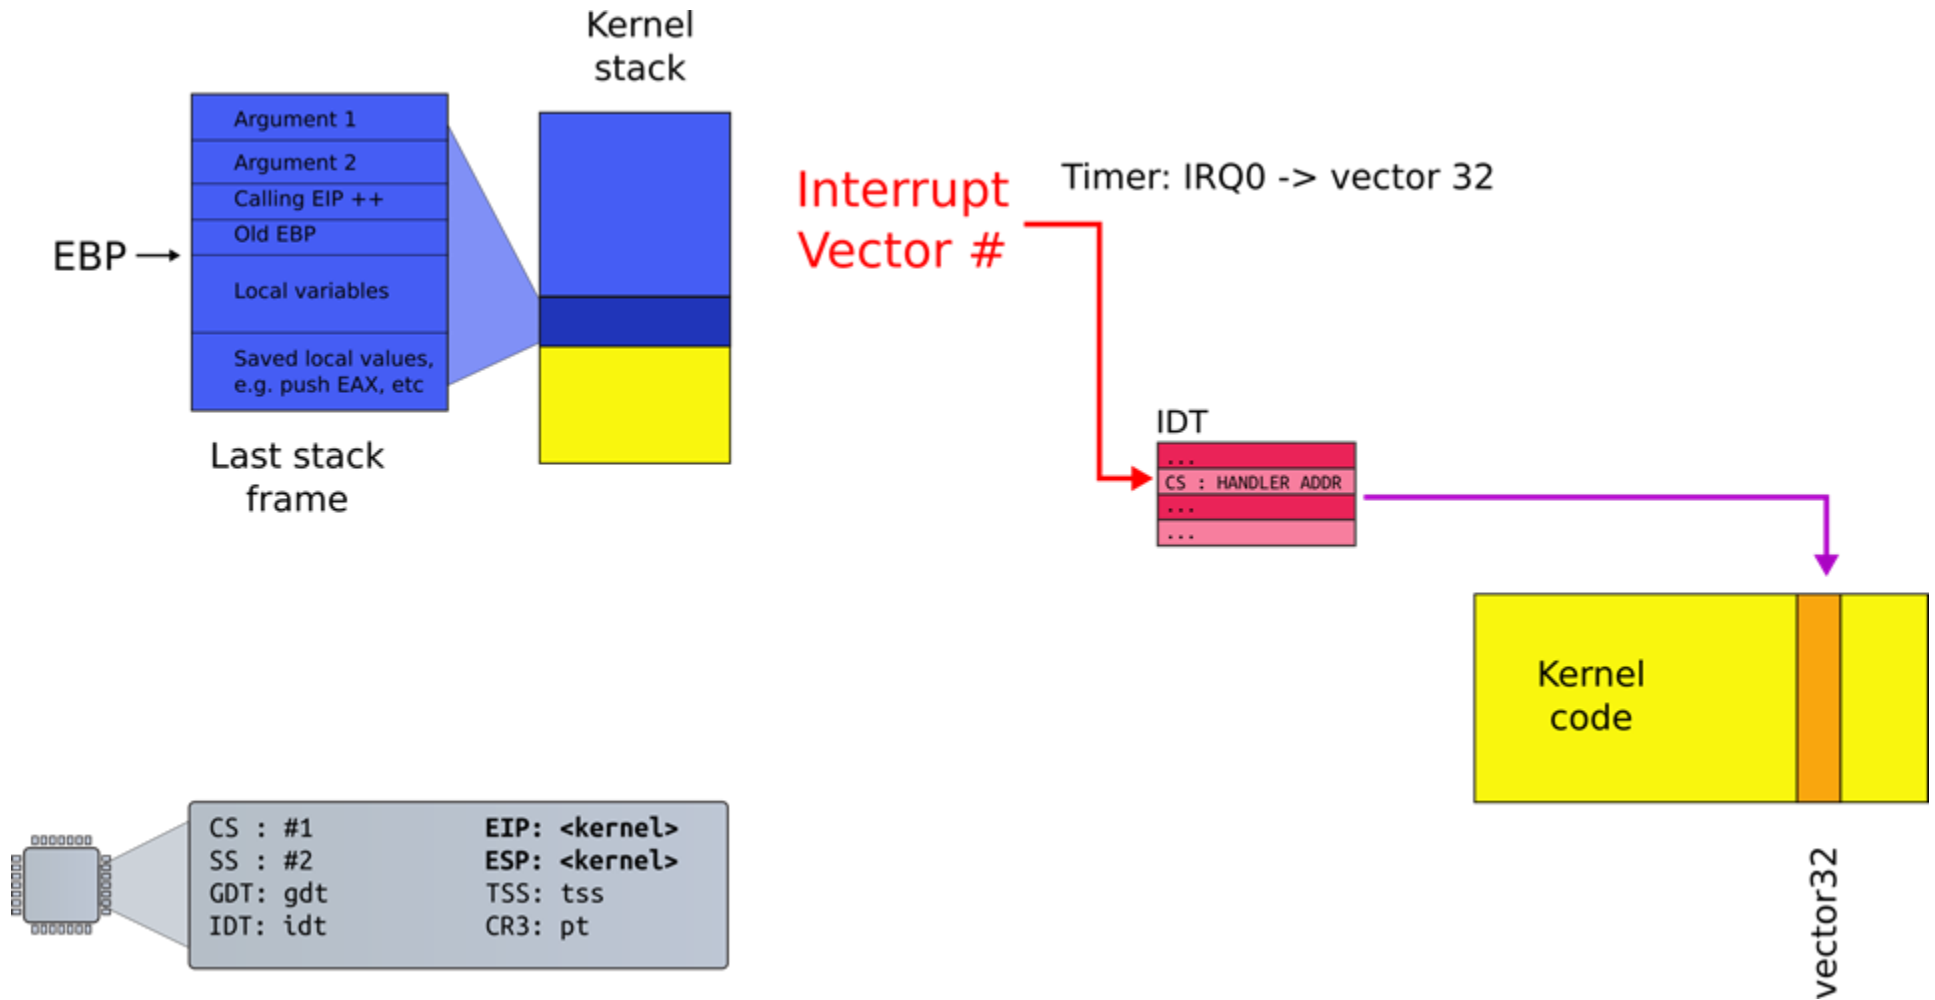 Kernel
stack
Argument 1
Argument 2
Calling EIP ++
Old EBP
EBP
Local variables
Saved local values,
e.g. push EAX, etc
Last stack
frame
Interrupt
Vector #
Timer: IRQ0 -> vector 32
IDT
...
CS : HANDLER ADDR
...
...
Kernel
code
vector32
CS : #1 EIP: <kernel>
SS : #2 ESP: <kernel>
GDT: gdt TSS: tss
IDT: idt CR3: pt